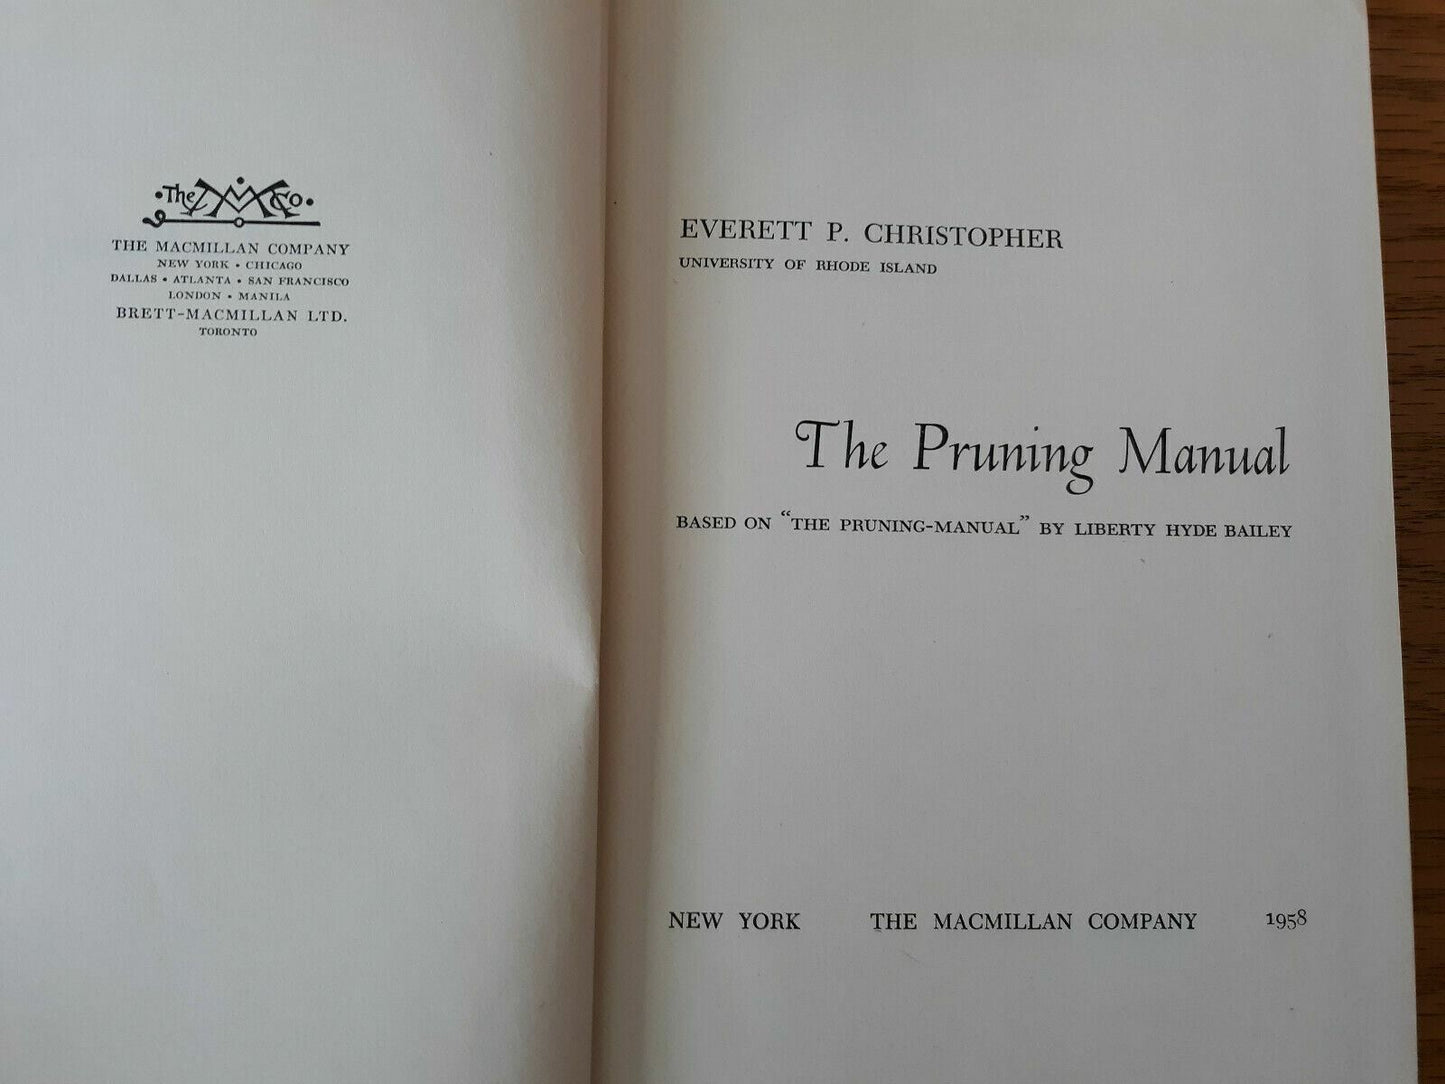 ·The MCo·
THE MACMILLAN COMPANY
NEW YORK • CHICAGO
DALLAS • ATLANTA • SAN FRANCISCO
LONDON • MANILA
BRETT-MACMILLAN LTD.
TORONTO
EVERETT P. CHRISTOPHER
UNIVERSITY OF RHODE ISLAND
The Pruning Manual
BASED ON “THE PRUNING-MANUAL” BY LIBERTY HYDE BAILEY
NEW YORK THE MACMILLAN COMPANY 1958